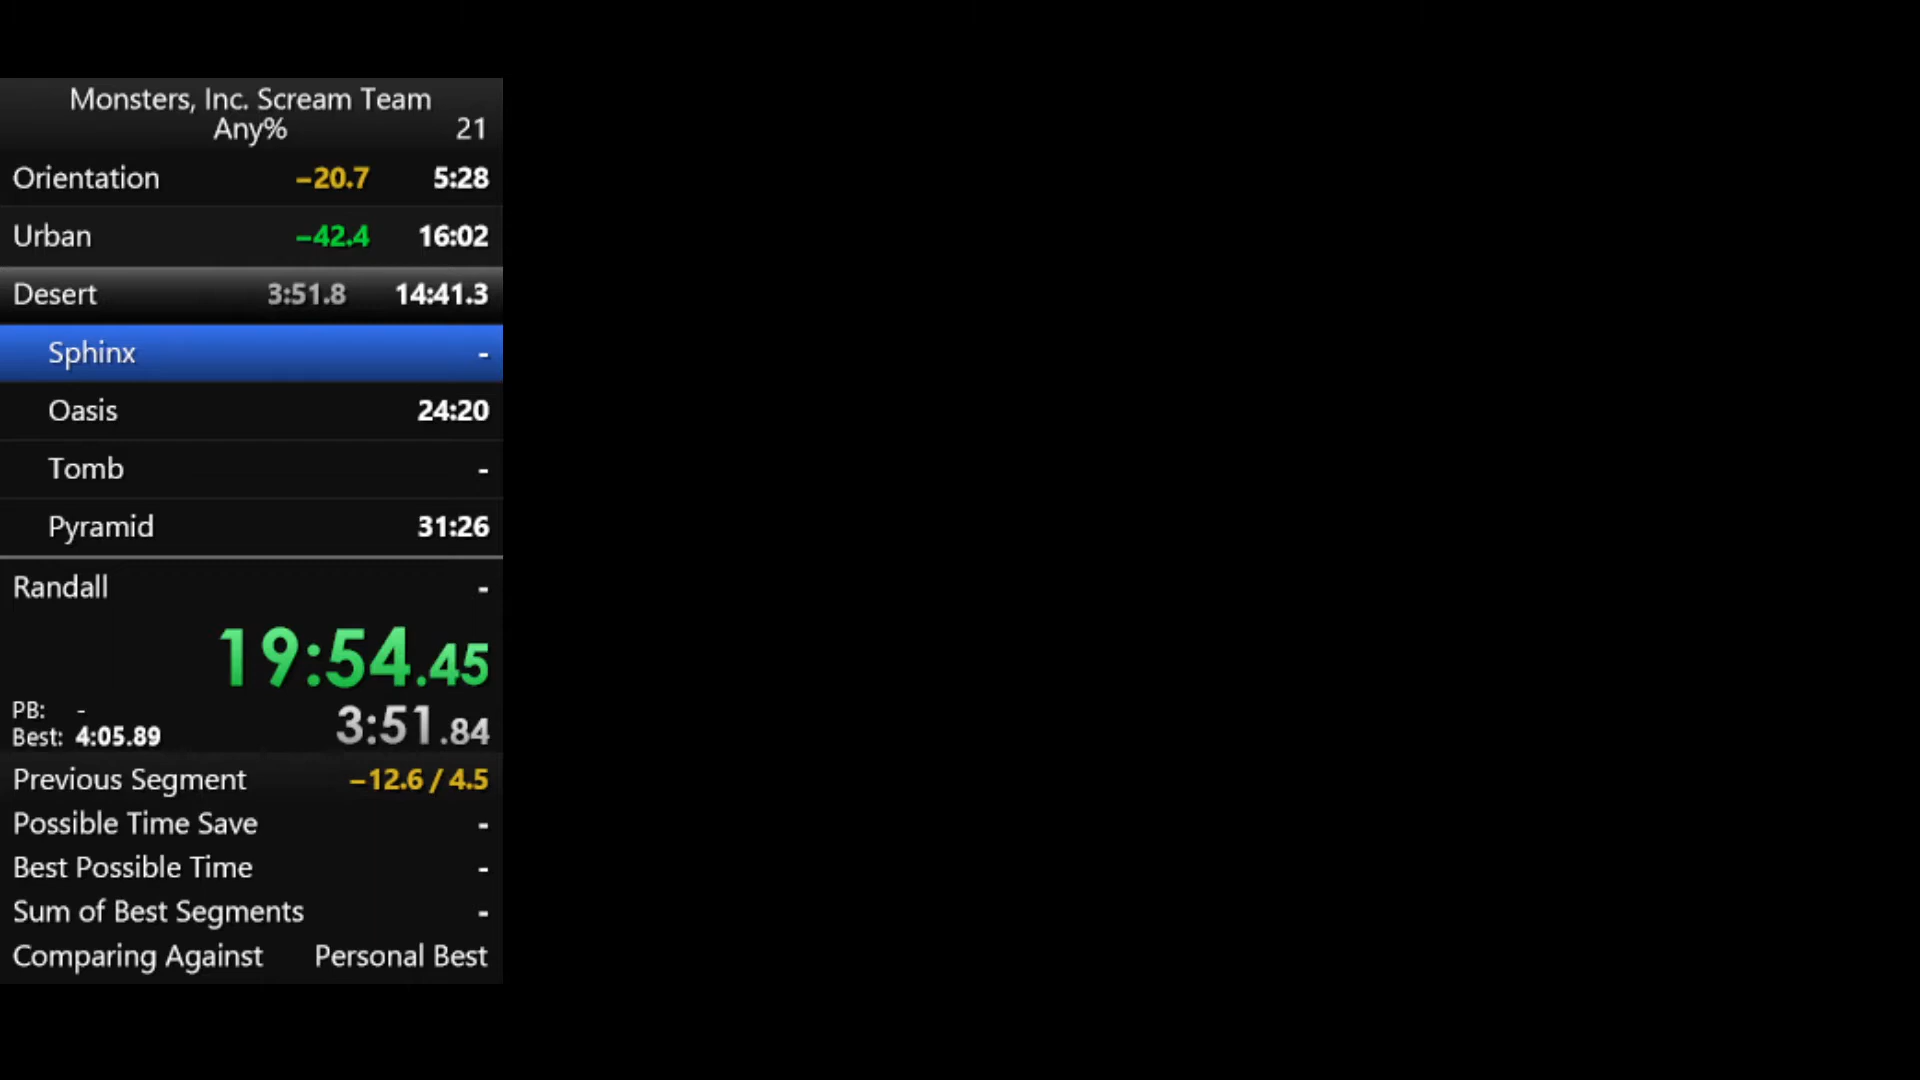 Monsters, Inc. Scream Team
Any% 21
Orientation −20.7 5:28
Urban −42.4 16:02
Desert 3:51.8 14:41.3
Sphinx -
Oasis 24:20
Tomb -
Pyramid 31:26
Randall -
19:54.45
PB: -
Best: 4:05.89
3:51.84
Previous Segment −12.6 / 4.5
Possible Time Save -
Best Possible Time -
Sum of Best Segments -
Comparing Against Personal Best